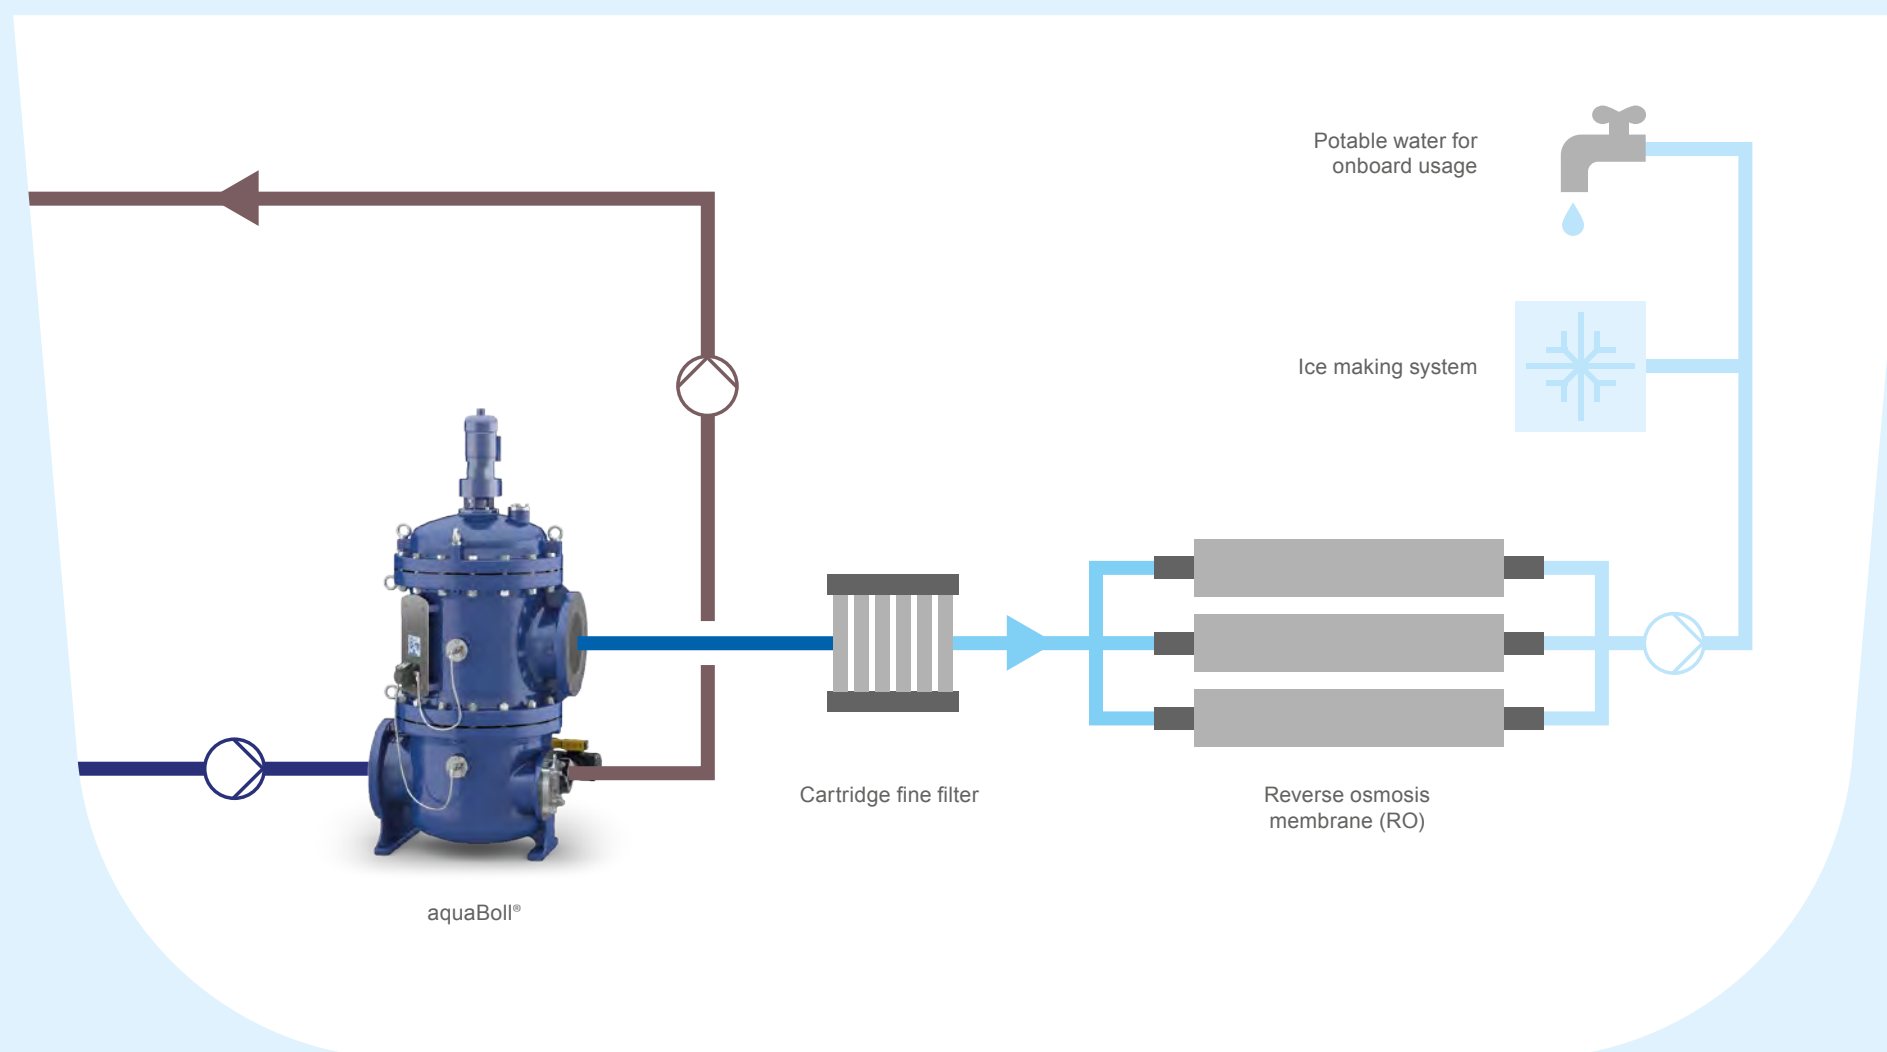 Potable water for
onboard usage
Ice making system
Cartridge fine filter
Reverse osmosis
membrane (RO)
aquaBoll®